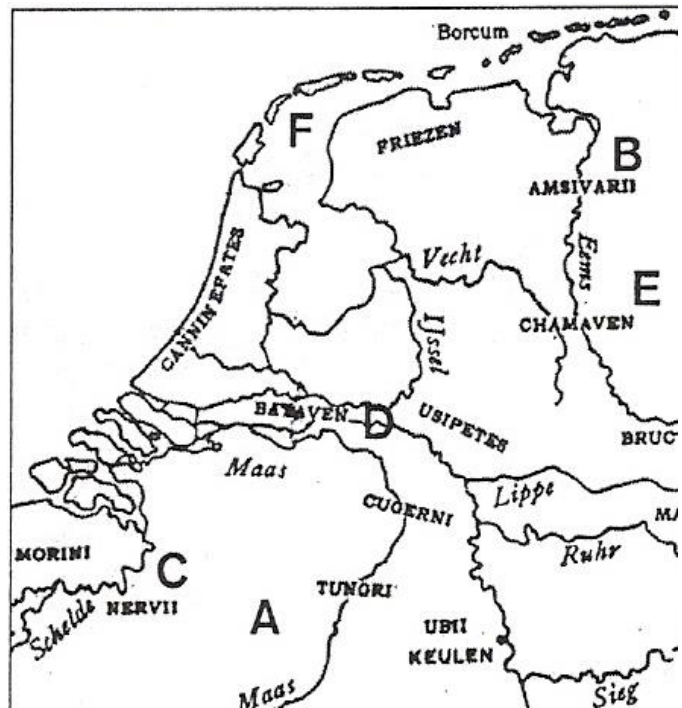 Borcum
F
FRIEZEN
B
AMSIVARII
Vecht
Eems
E
CANNINEFATES
IJssel
CHAMAVEN
BATAVEN
D
USIPETES
BRUCT
Maas
Lippe
CUGERNI
MA
Ruhr
MORINI
C
TUNGRI
NERVII
Schelde
A
UBII
KEULEN
Maas
Sieg